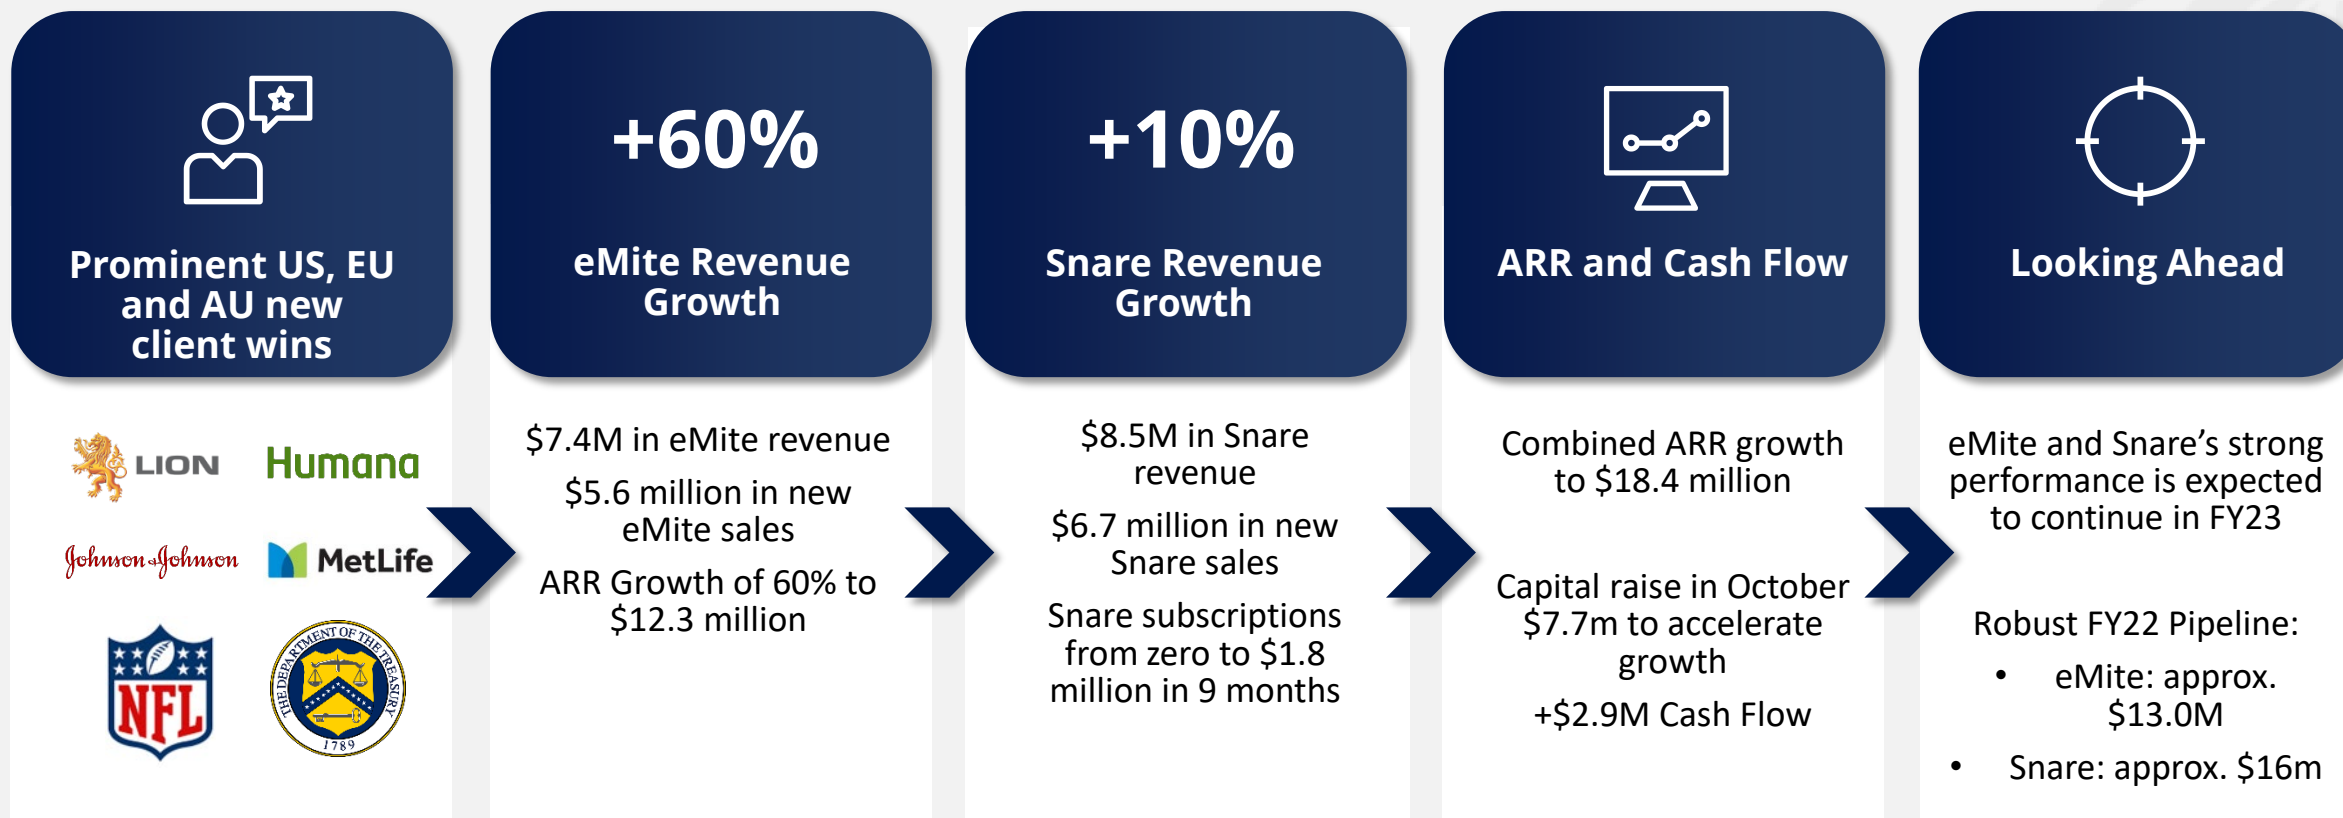 Prominent US, EU
and AU new
client wins
LION
Humana
Johnson & Johnson
MetLife
NFL
THE DEPARTMENT OF THE TREASURY
1789
+60%
eMite Revenue
Growth
$7.4M in eMite revenue
$5.6 million in new
eMite sales
ARR Growth of 60% to
$12.3 million
+10%
Snare Revenue
Growth
$8.5M in Snare
revenue
$6.7 million in new
Snare sales
Snare subscriptions
from zero to $1.8
million in 9 months
ARR and Cash Flow
Combined ARR growth
to $18.4 million
Capital raise in October
$7.7m to accelerate
growth
+$2.9M Cash Flow
Looking Ahead
eMite and Snare’s strong
performance is expected
to continue in FY23
Robust FY22 Pipeline:
• eMite: approx.
$13.0M
• Snare: approx. $16m